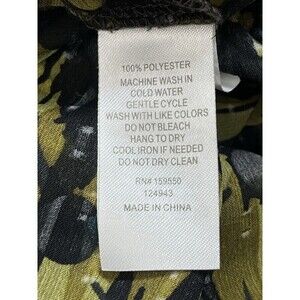 100% POLYESTER
MACHINE WASH IN
COLD WATER
GENTLE CYCLE
WASH WITH LIKE COLORS
DO NOT BLEACH
HANG TO DRY
COOL IRON IF NEEDED
DO NOT DRY CLEAN
RN# 159550
124943
MADE IN CHINA